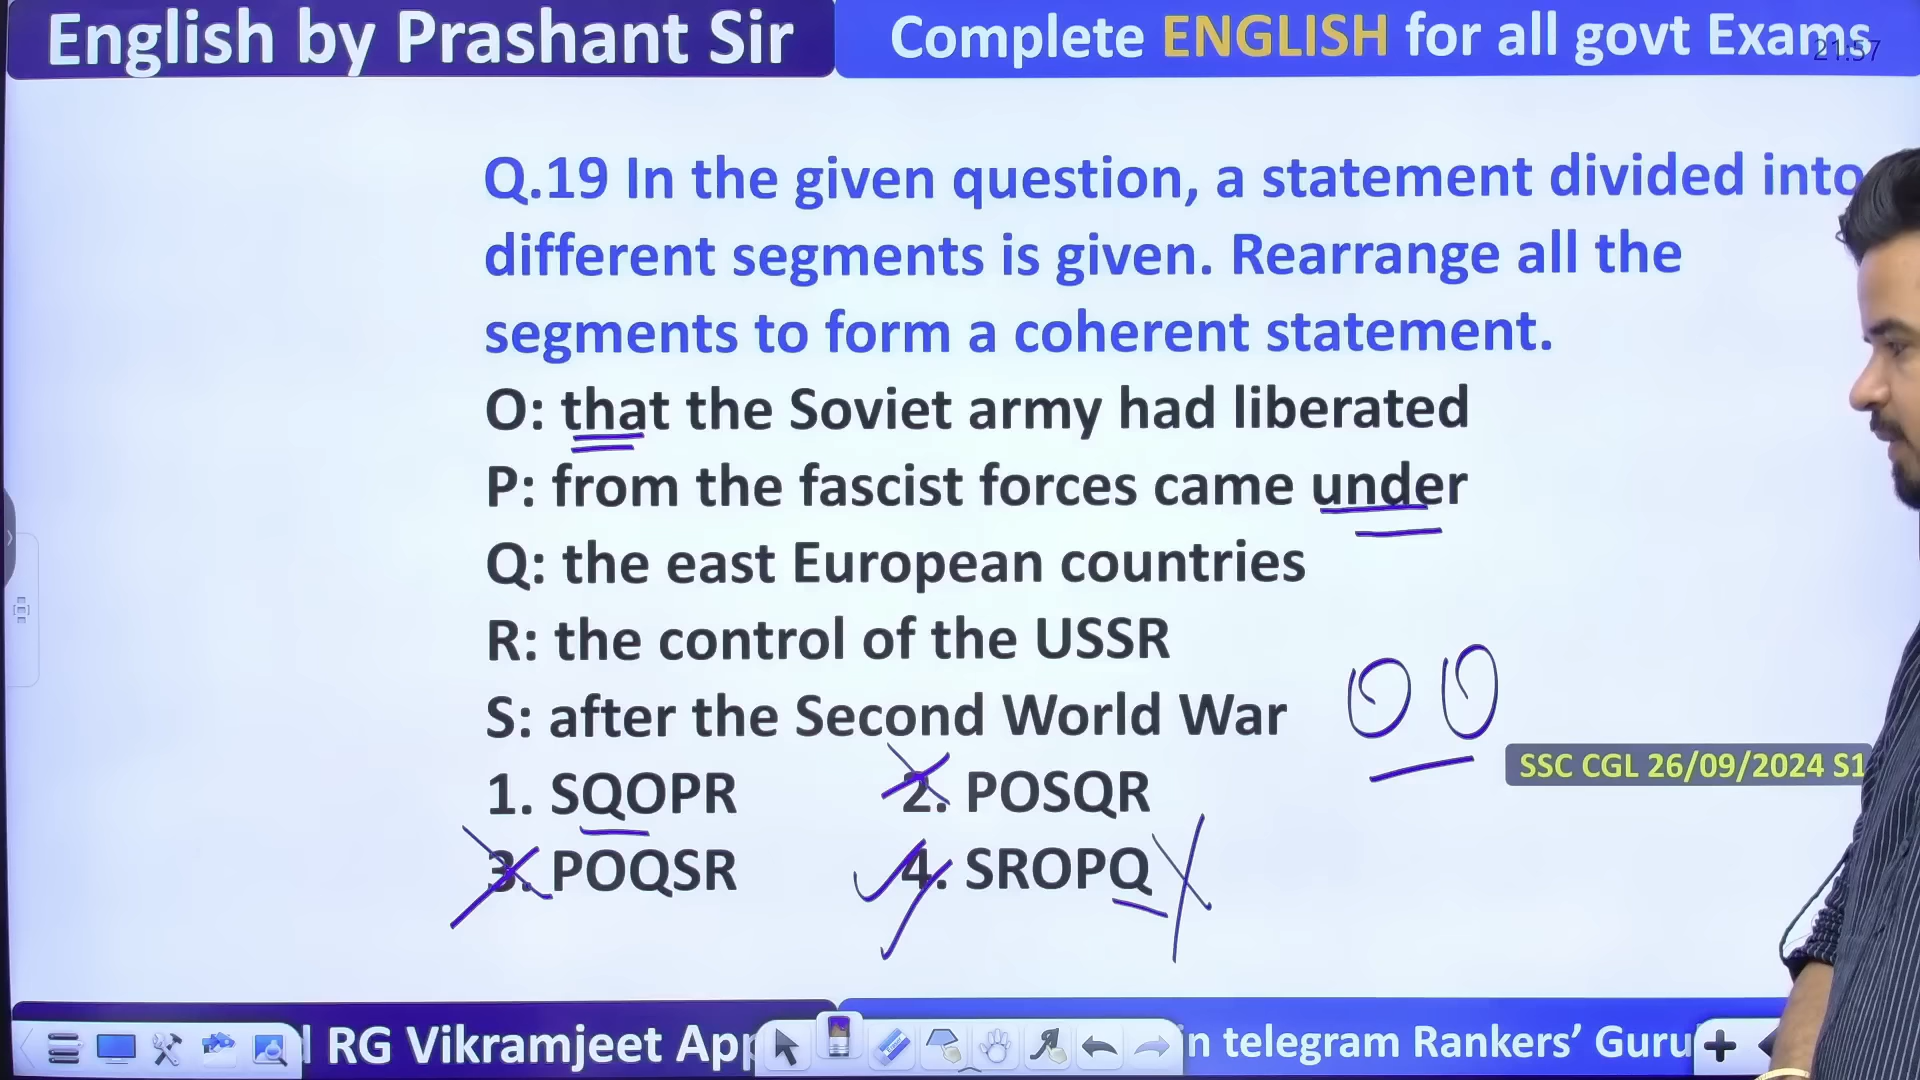 English by Prashant Sir
Complete ENGLISH for all govt Exams
21:57
Q.19 In the given question, a statement divided into
different segments is given. Rearrange all the
segments to form a coherent statement.
O: that the Soviet army had liberated
P: from the fascist forces came under
Q: the east European countries
R: the control of the USSR
S: after the Second World War
SSC CGL 26/09/2024 S1
1. SQOPR 2. POSQR
3. POQSR 4. SROPQ
RG Vikramjeet App
in telegram Rankers’ Guru